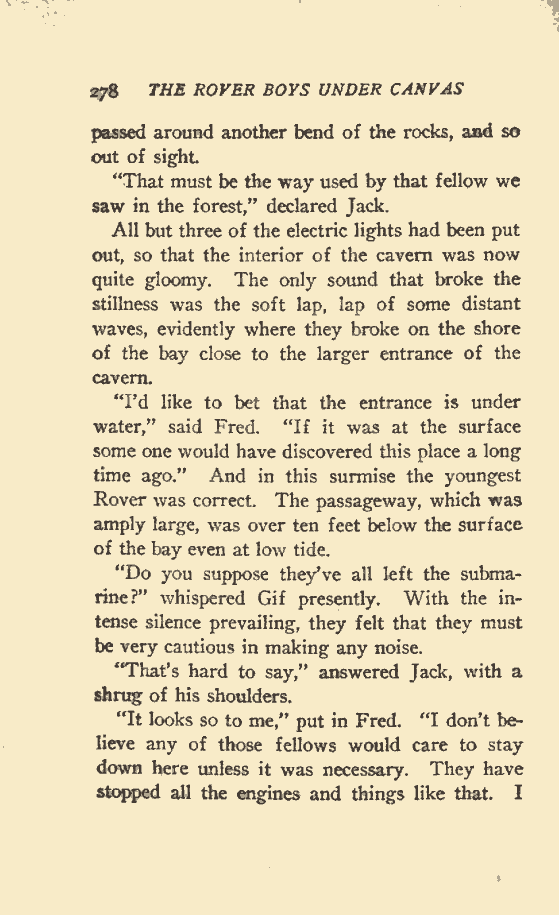 278 THE ROVER BOYS UNDER CANVAS
passed around another bend of the rocks, and so
out of sight.
“That must be the way used by that fellow we
saw in the forest,” declared Jack.
All but three of the electric lights had been put
out, so that the interior of the cavern was now
quite gloomy. The only sound that broke the
stillness was the soft lap, lap of some distant
waves, evidently where they broke on the shore
of the bay close to the larger entrance of the
cavern.
“I’d like to bet that the entrance is under
water,” said Fred. “If it was at the surface
some one would have discovered this place a long
time ago.” And in this surmise the youngest
Rover was correct. The passageway, which was
amply large, was over ten feet below the surface
of the bay even at low tide.
“Do you suppose they’ve all left the subma-
rine?” whispered Gif presently. With the in-
tense silence prevailing, they felt that they must
be very cautious in making any noise.
“That’s hard to say,” answered Jack, with a
shrug of his shoulders.
“It looks so to me,” put in Fred. “I don’t be-
lieve any of those fellows would care to stay
down here unless it was necessary. They have
stopped all the engines and things like that. I